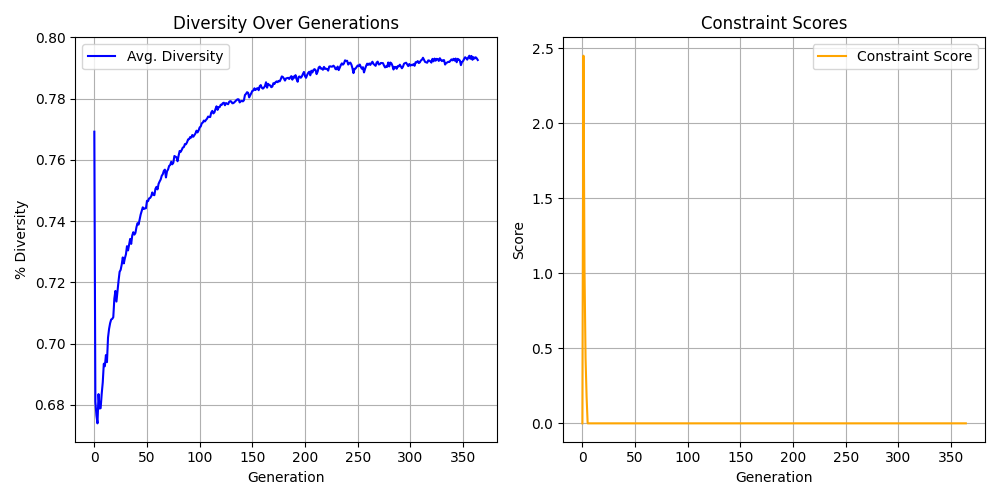 Diversity Over Generations
Avg. Diversity
% Diversity
0.80
0.78
0.76
0.74
0.72
0.70
0.68
0 50 100 150 200 250 300 350
Generation
Constraint Scores
Constraint Score
Score
2.5
2.0
1.5
1.0
0.5
0.0
0 50 100 150 200 250 300 350
Generation